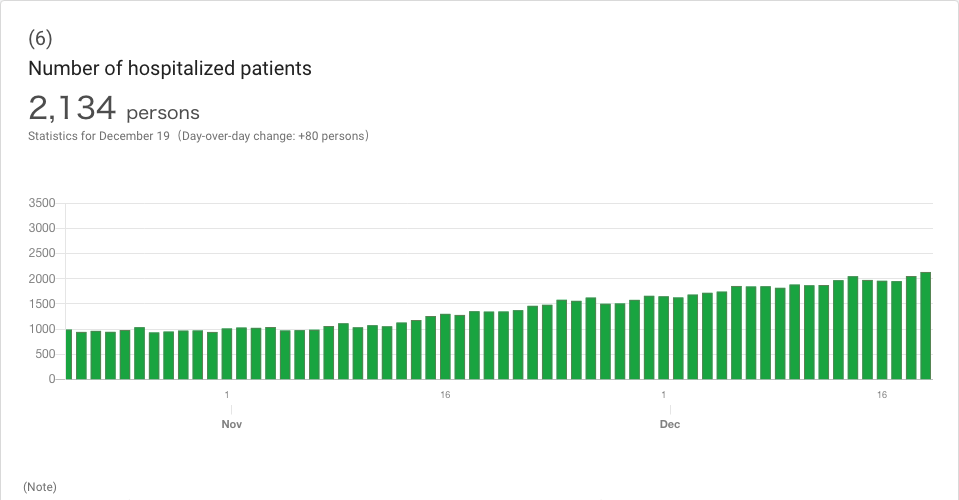 (6)
Number of hospitalized patients
2,134 persons
Statistics for December 19（Day-over-day change: +80 persons）
3500
3000
2500
2000
1500
1000
500
0
1 16 1 16
Nov Dec
(Note)